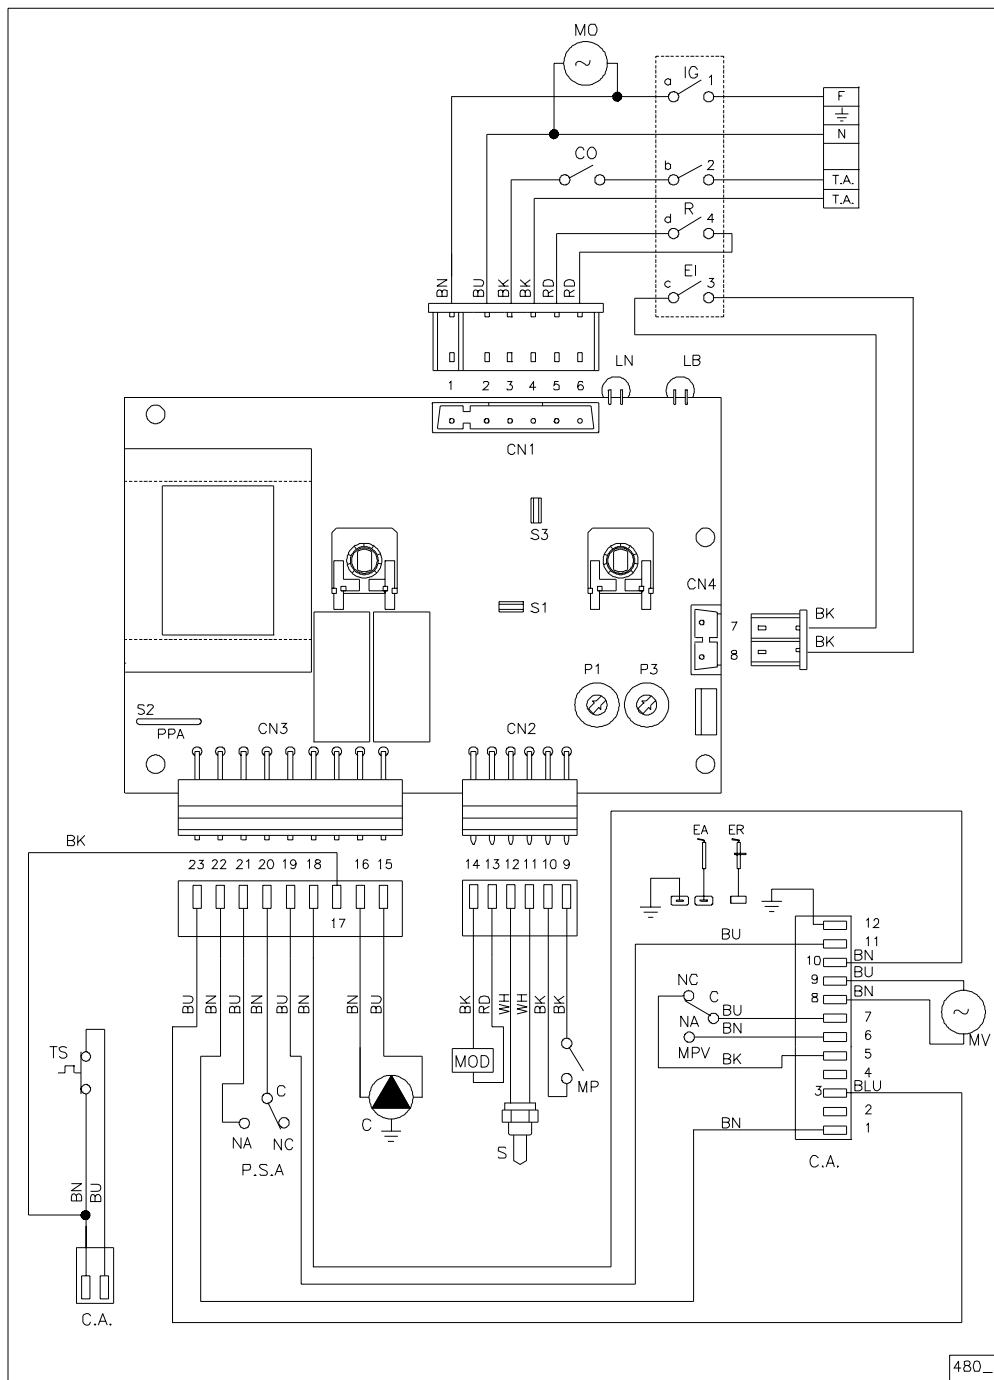 MO
a IG 1
F
N
CO
b 2
T.A.
T.A.
R
d 4
EI
c 3
BN BU BK BK RD RD
LN LB
1 2 3 4 5 6
CN1
S3
CN4
S1
BK
7
BK
8
P1 P3
S2
PPA
CN3
CN2
BK
EA ER
23 22 21 20 19 18 16 15
14 13 12 11 10 9
17
12
BU
11
BN
10
BU
9
NC
C
BN
8
BU
7
NA
BN
6
MPV
MV
BK
5
4
BLU
3
2
BN
1
C.A.
BU BN BU BN BU BN BN BU
BK RD WH WH BK BK
TS
MOD
MP
C
NA NC
P.S.A
C
S
BN BU
C.A.
480_